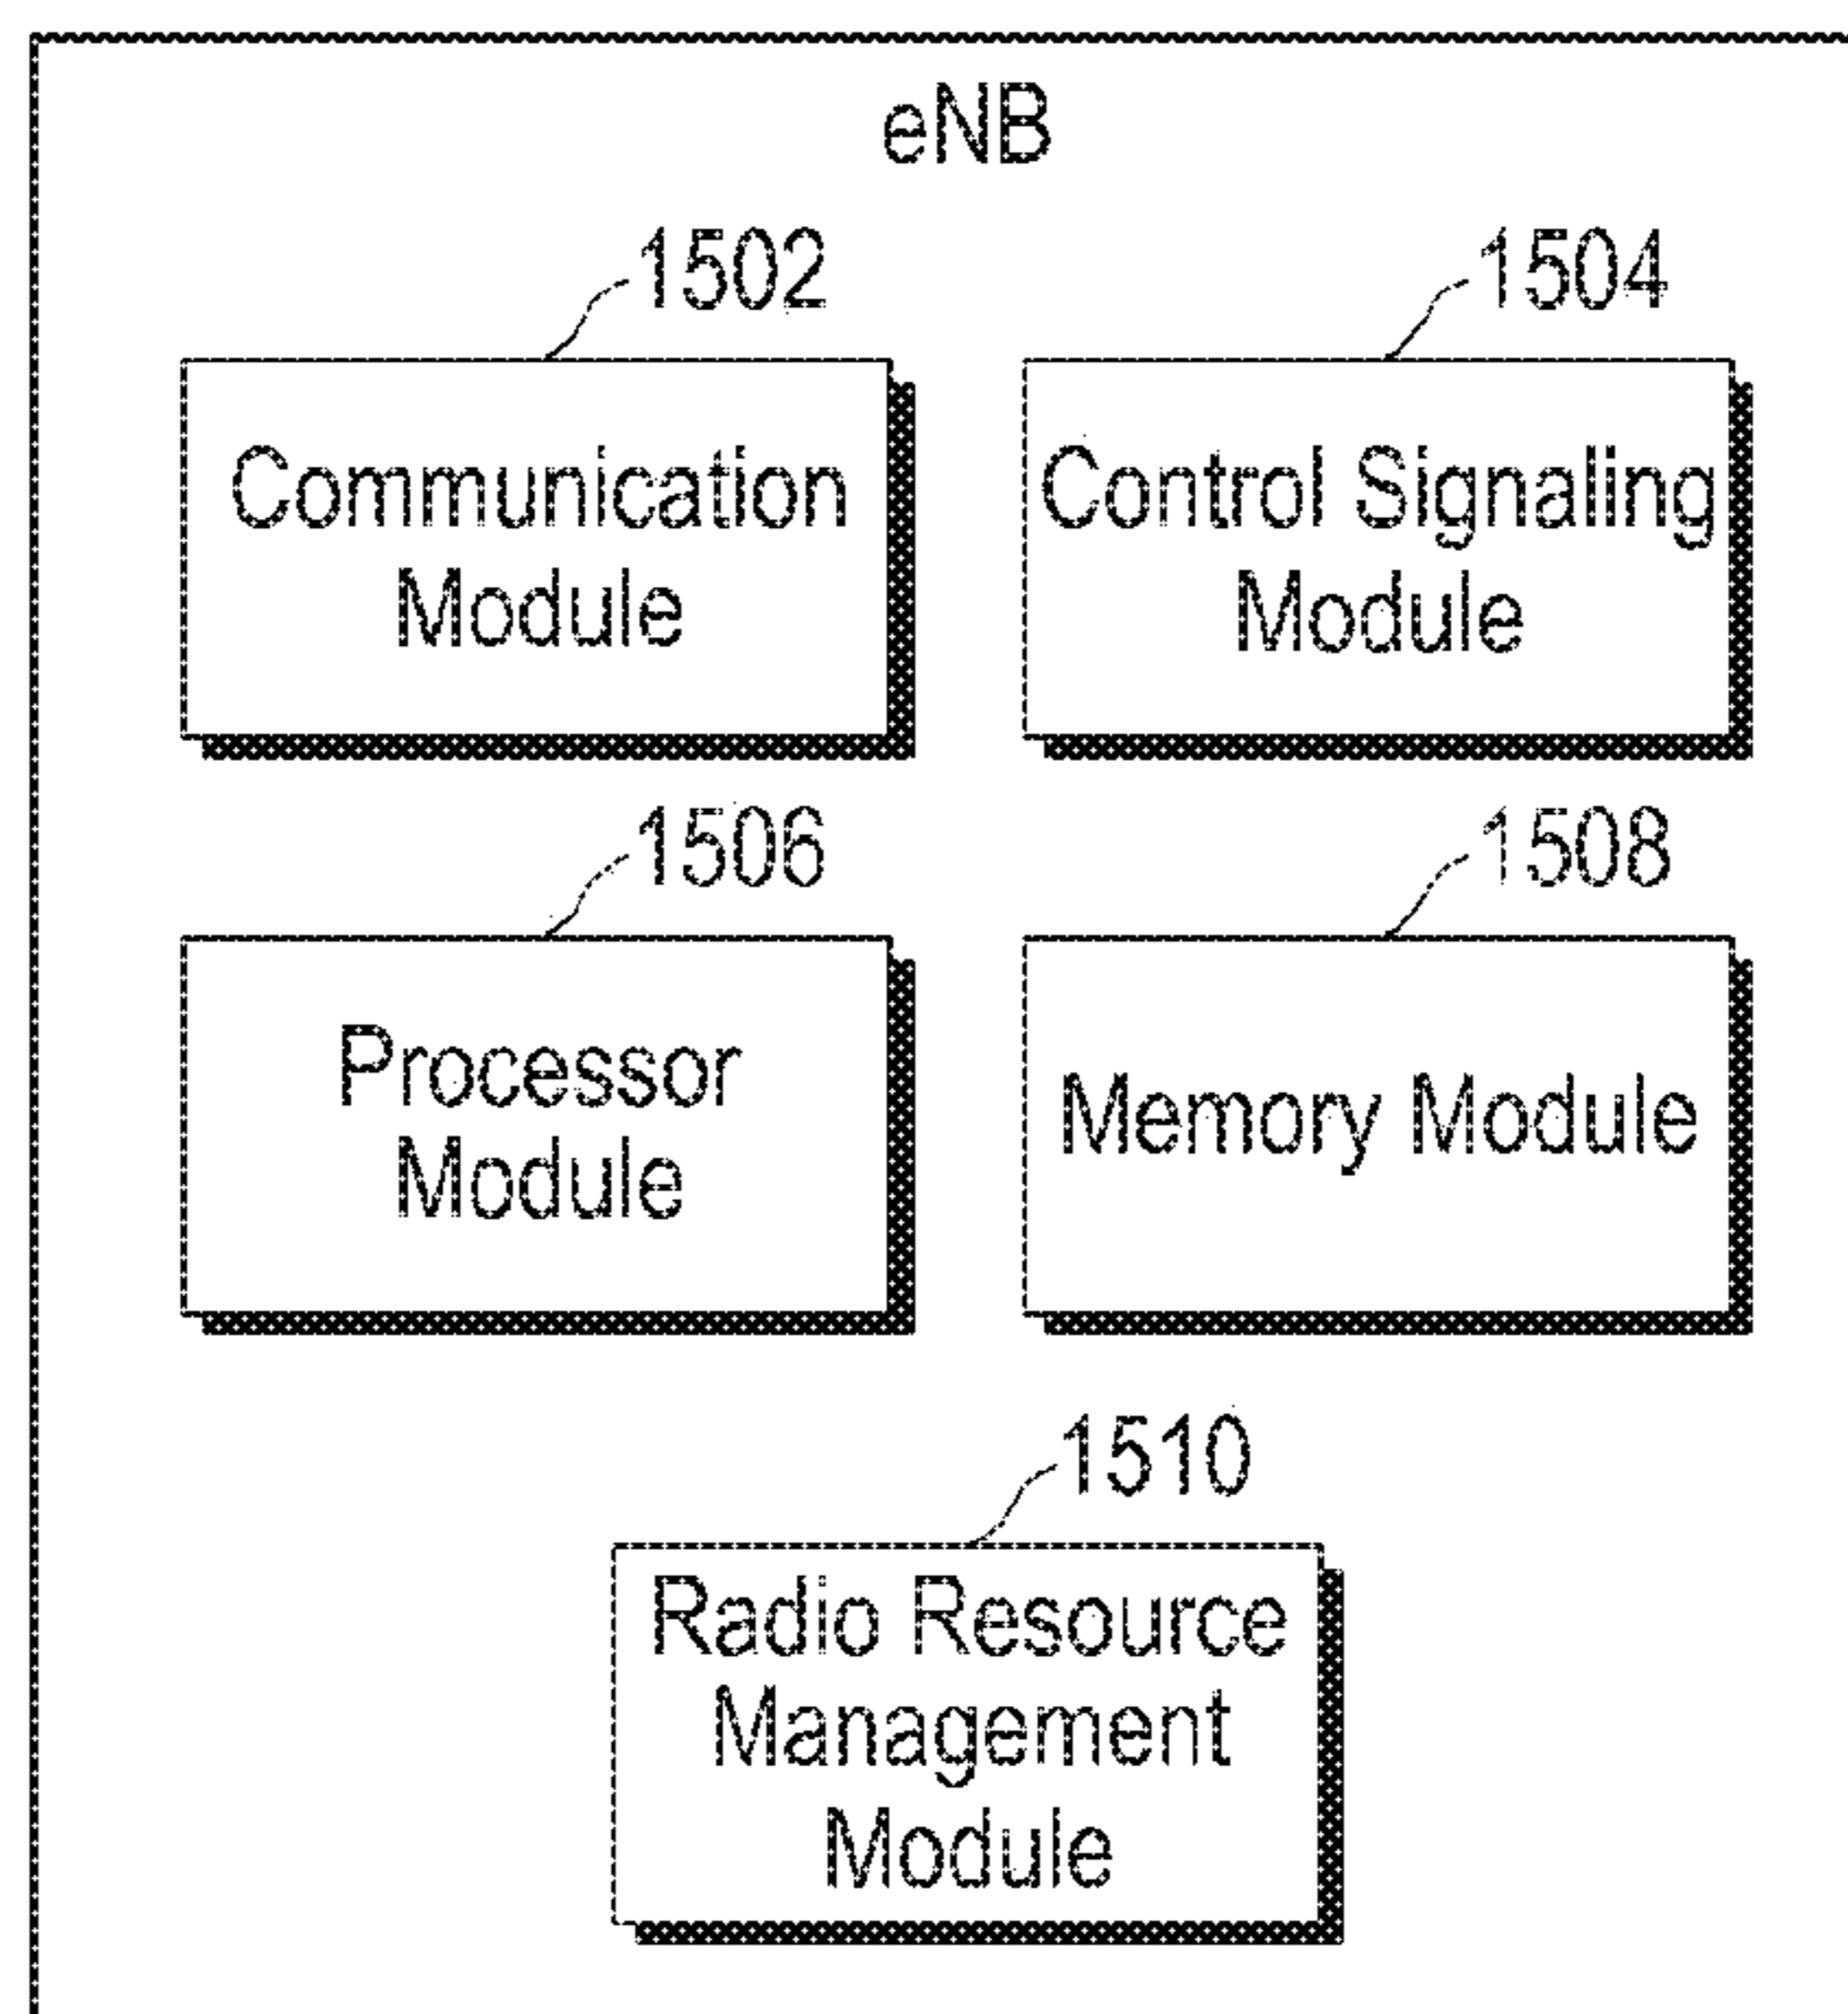 eNB
1502
1504
Communication
Module
Control Signaling
Module
1506
1508
Processor
Module
Memory Module
1510
Radio Resource
Management
Module